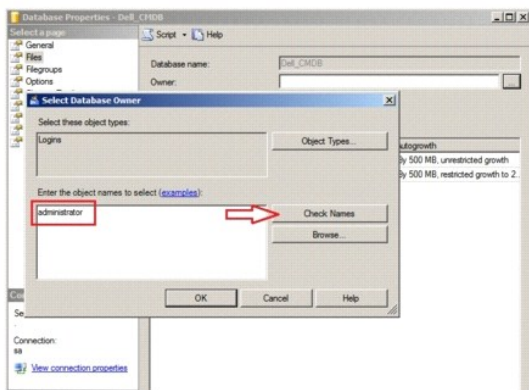 Database Properties - Dell_CMDB
Select a page
General
Files
Filegroups
Options
Script
Help
Database name:
Dell_CMDB
Owner:
...
Select Database Owner
Select these object types:
Logins
Object Types...
Enter the object names to select (examples):
administrator
Check Names
Browse...
OK
Cancel
Help
utogrowth
By 500 MB, unrestricted growth
By 500 MB, restricted growth to 2..
Se
Connection:
sa
View connection properties